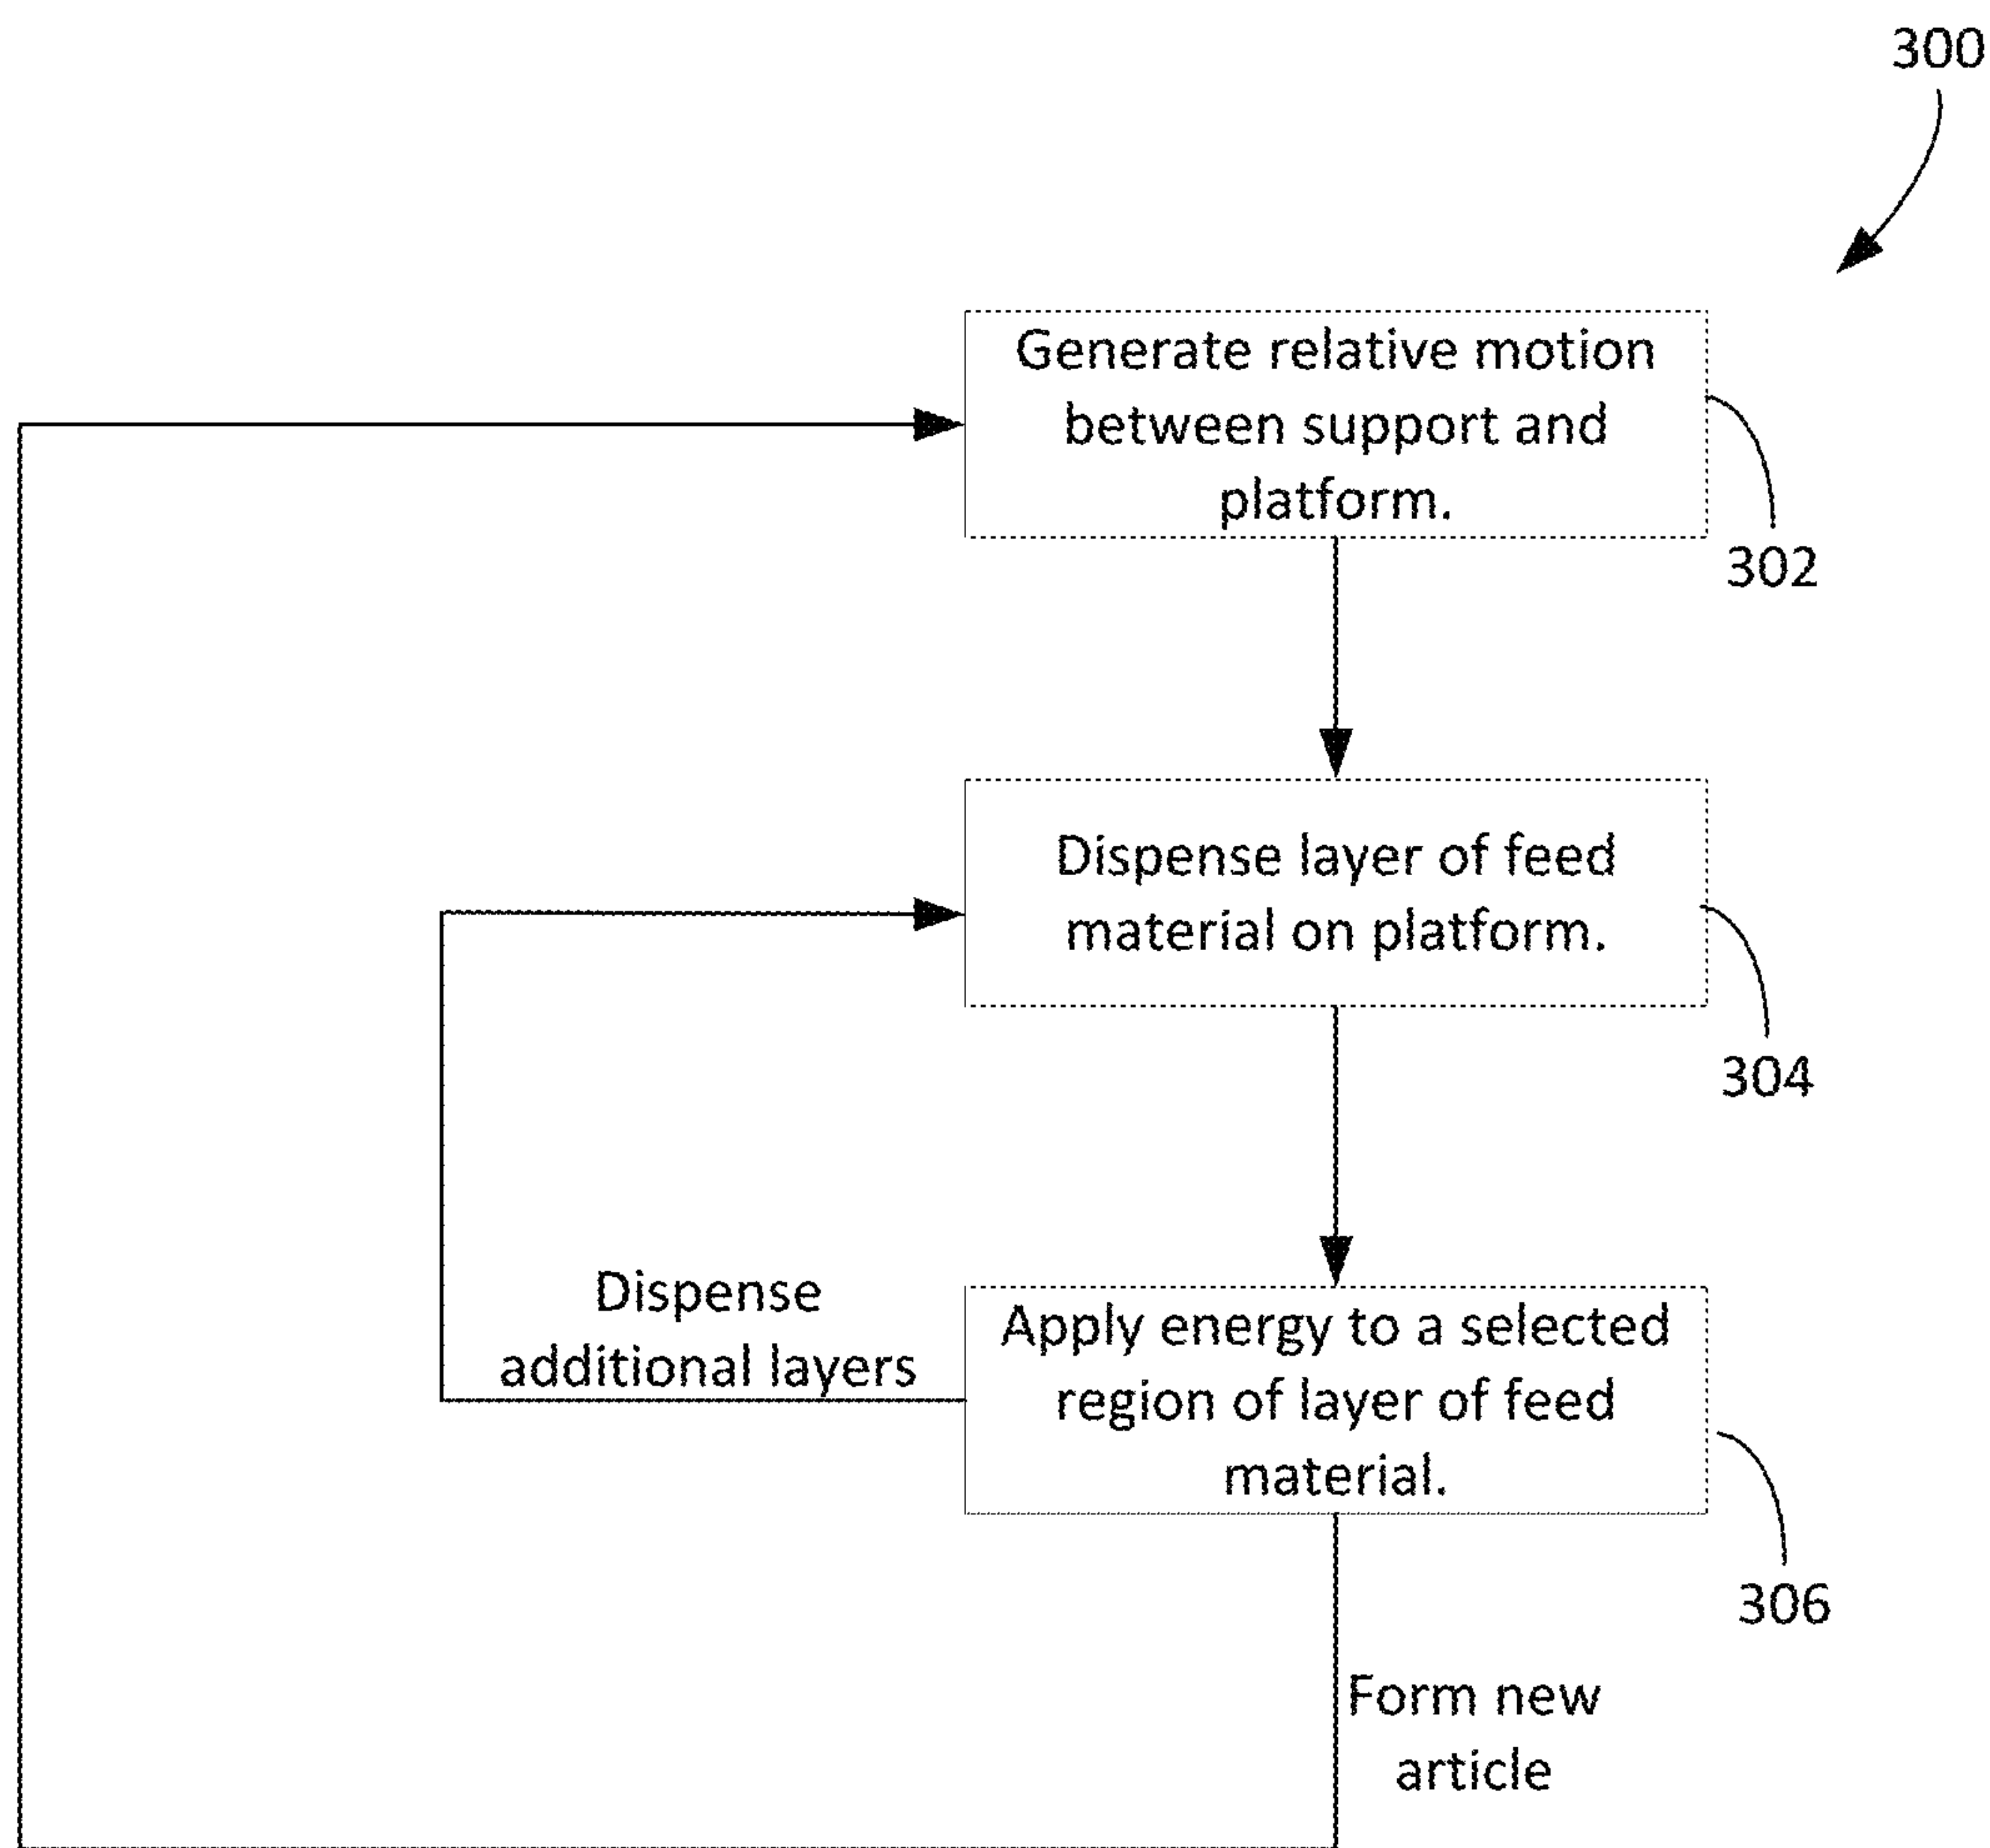 300
Generate relative motion
between support and
platform.
302
Dispense layer of feed
material on platform.
304
Dispense
additional layers
Apply energy to a selected
region of layer of feed
material.
306
Form new
article